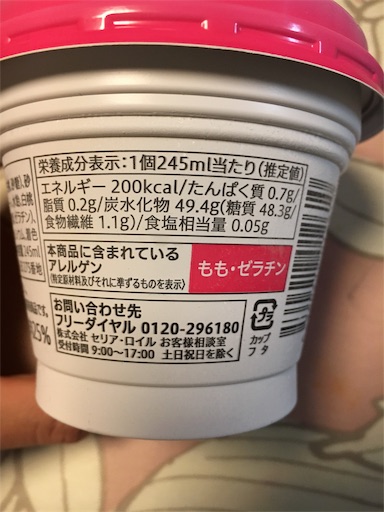 栄養成分表示:1個245ml当たり(推定値)
エネルギー 200kcal/たんぱく質 0.7g/
脂質 0.2g/炭水化物 49.4g(糖質 48.3g/
食物繊維 1.1g)/食塩相当量 0.05g
本商品に含まれている
アレルゲン
(特定原材料及びそれに準ずるものを表示)
もも・ゼラチン
お問い合わせ先
フリーダイヤル 0120-296180
株式会社 セリア・ロイル お客様相談室
受付時間 9:00〜17:00 土日祝日を除く
プラ
カップ
フタ
25%